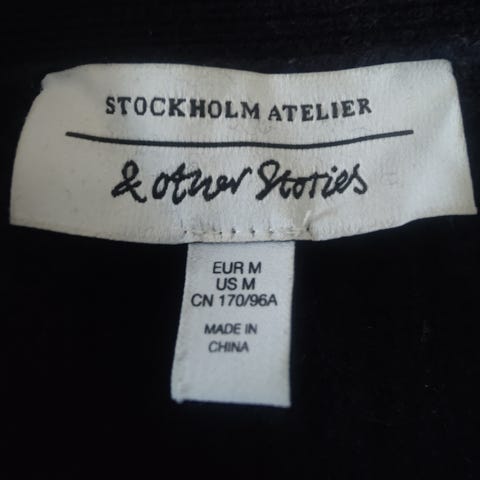 STOCKHOLM ATELIER
& other Stories
EUR M
US M
CN 170/96A
MADE IN
CHINA